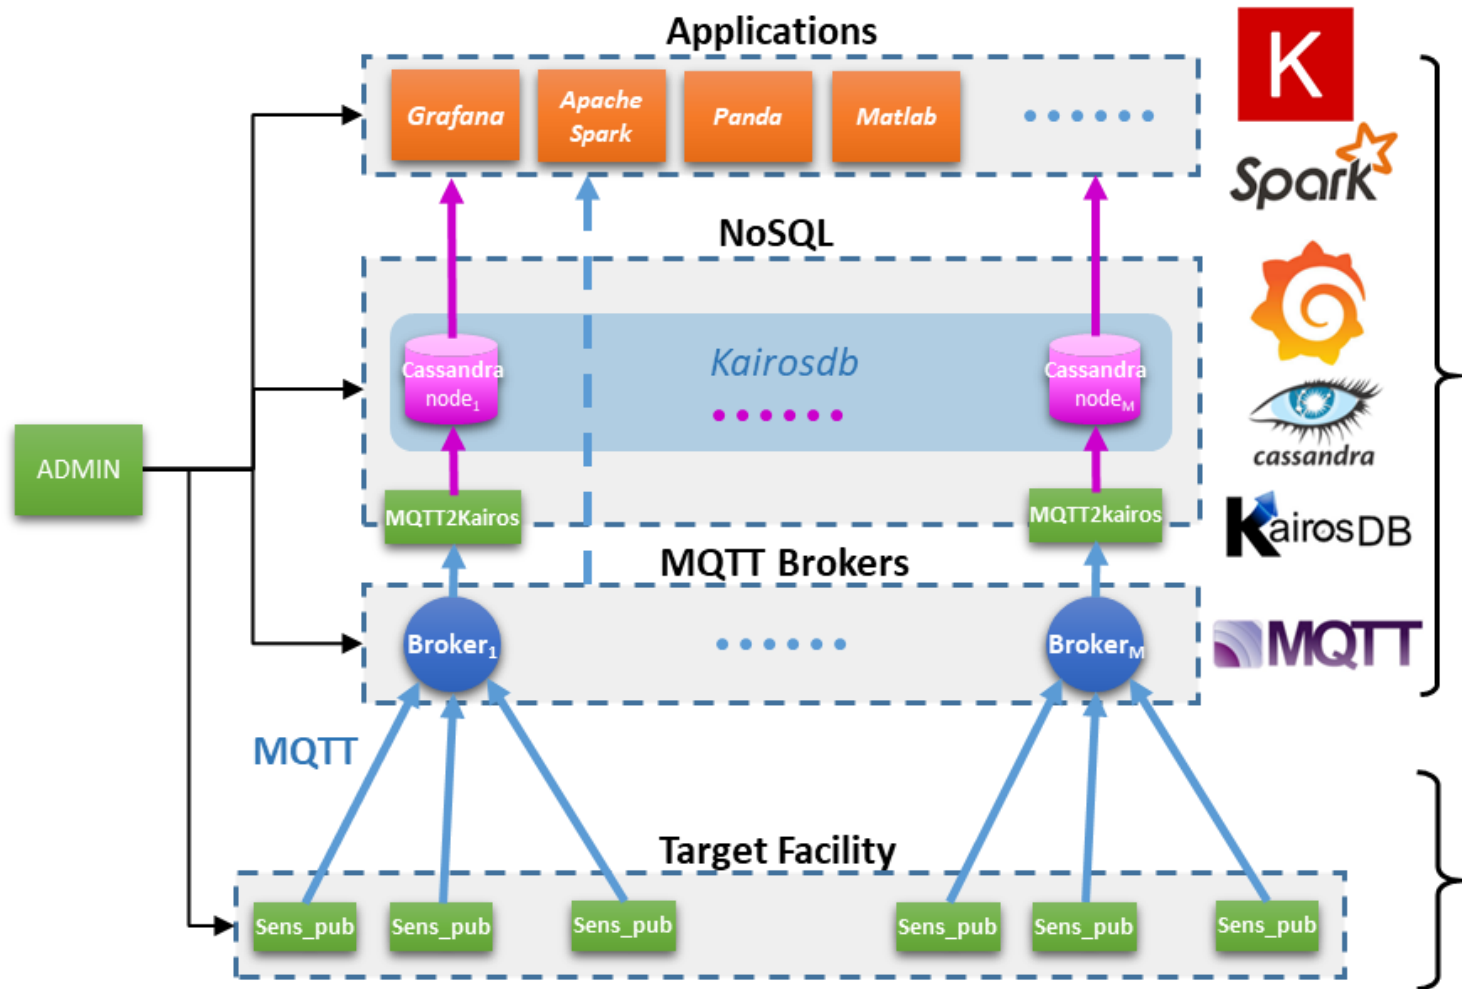 Applications
K
Grafana
Apache
Spark
Panda
Matlab
Spark
NoSQL
Kairosdb
Cassandra
node1
Cassandra
nodeM
cassandra
ADMIN
MQTT2Kairos
MQTT2kairos
KairosDB
MQTT Brokers
Broker1
BrokerM
MQTT
MQTT
Target Facility
Sens_pub
Sens_pub
Sens_pub
Sens_pub
Sens_pub
Sens_pub